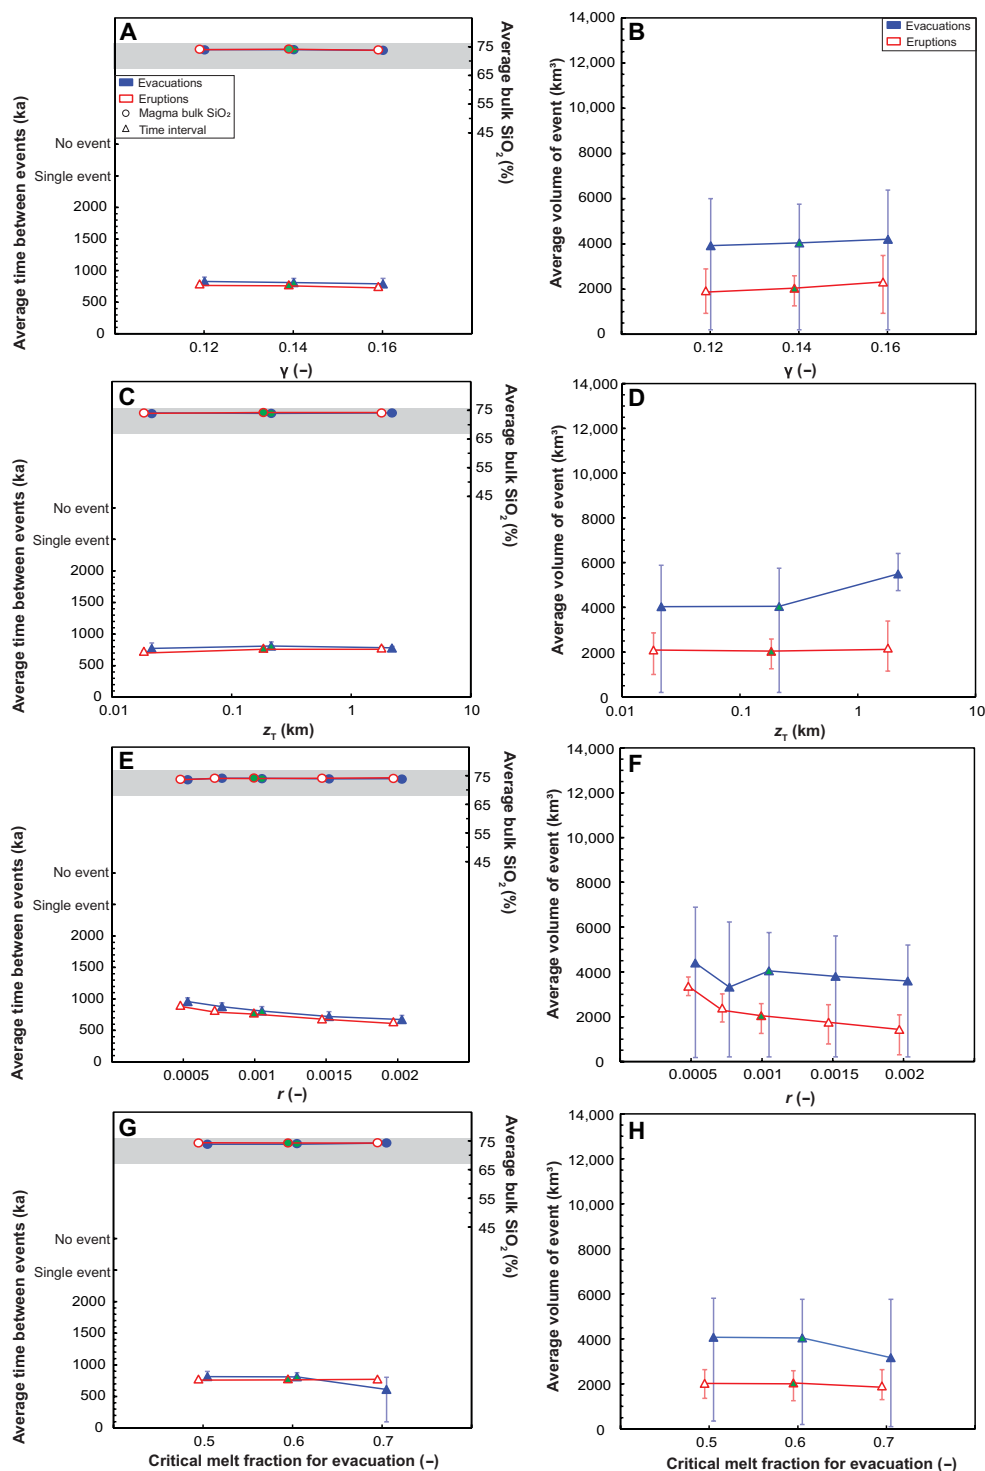 A
75
65
55
45
Average bulk SiO₂ (%)
Evacuations
Eruptions
Magma bulk SiO₂
Time interval
Average time between events (ka)
No event
Single event
2000
1500
1000
500
0
0.12
0.14
0.16
γ (–)
B
Evacuations
Eruptions
Average volume of event (km³)
14,000
12,000
10,000
8000
6000
4000
2000
0
0.12
0.14
0.16
γ (–)
C
75
65
55
45
Average bulk SiO₂ (%)
Average time between events (ka)
No event
Single event
2000
1500
1000
500
0
0.01
0.1
1
10
z_T (km)
D
Average volume of event (km³)
14,000
12,000
10,000
8000
6000
4000
2000
0
0.01
0.1
1
10
z_T (km)
E
75
65
55
45
Average bulk SiO₂ (%)
Average time between events (ka)
No event
Single event
2000
1500
1000
500
0
0.0005
0.001
0.0015
0.002
r (–)
F
Average volume of event (km³)
14,000
12,000
10,000
8000
6000
4000
2000
0
0.0005
0.001
0.0015
0.002
r (–)
G
75
65
55
45
Average bulk SiO₂ (%)
Average time between events (ka)
No event
Single event
2000
1500
1000
500
0
0.5
0.6
0.7
Critical melt fraction for evacuation (–)
H
Average volume of event (km³)
14,000
12,000
10,000
8000
6000
4000
2000
0
0.5
0.6
0.7
Critical melt fraction for evacuation (–)